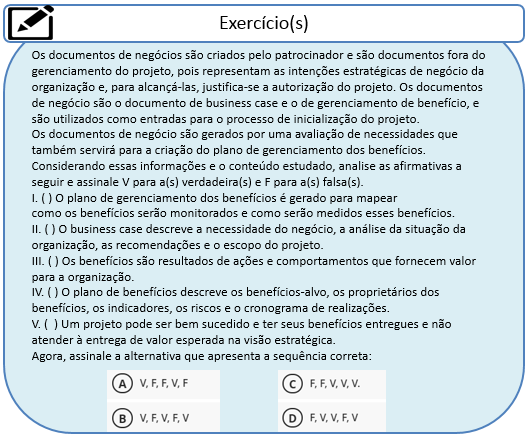 Exercício(s)
Os documentos de negócios são criados pelo patrocinador e são documentos fora do
gerenciamento do projeto, pois representam as intenções estratégicas de negócio da
organização e, para alcançá-las, justifica-se a autorização do projeto. Os documentos
de negócio são o documento de business case e o de gerenciamento de benefício, e
são utilizados como entradas para o processo de inicialização do projeto.
Os documentos de negócio são gerados por uma avaliação de necessidades que
também servirá para a criação do plano de gerenciamento dos benefícios.
Considerando essas informações e o conteúdo estudado, analise as afirmativas a
seguir e assinale V para a(s) verdadeira(s) e F para a(s) falsa(s).
I. ( ) O plano de gerenciamento dos benefícios é gerado para mapear
como os benefícios serão monitorados e como serão medidos esses benefícios.
II. ( ) O business case descreve a necessidade do negócio, a análise da situação da
organização, as recomendações e o escopo do projeto.
III. ( ) Os benefícios são resultados de ações e comportamentos que fornecem valor
para a organização.
IV. ( ) O plano de benefícios descreve os benefícios-alvo, os proprietários dos
benefícios, os indicadores, os riscos e o cronograma de realizações.
V. ( ) Um projeto pode ser bem sucedido e ter seus benefícios entregues e não
atender à entrega de valor esperada na visão estratégica.
Agora, assinale a alternativa que apresenta a sequência correta:
A V, F, F, V, F
C F, F, V, V, V.
B V, F, V, F, V
D F, V, V, F, V